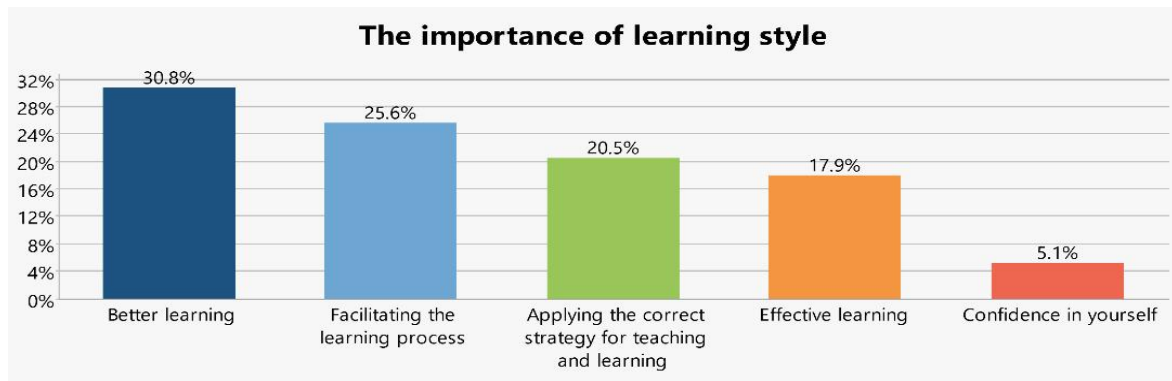 The importance of learning style
32%
28%
24%
20%
16%
12%
8%
4%
0%
30.8%
25.6%
20.5%
17.9%
5.1%
Better learning
Facilitating the
learning process
Applying the correct
strategy for teaching
and learning
Effective learning
Confidence in yourself